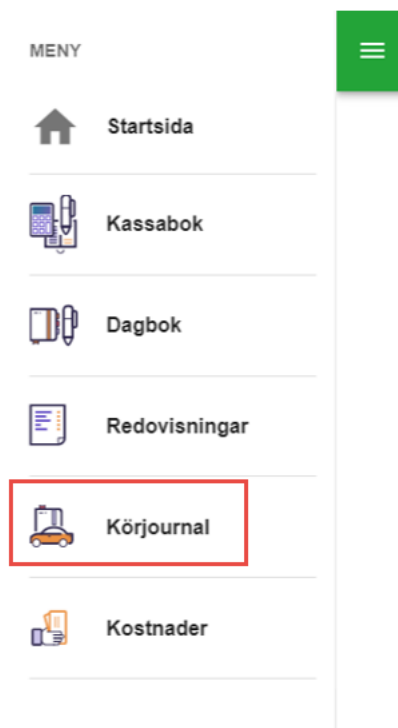 MENY
Startsida
Kassabok
Dagbok
Redovisningar
Körjournal
Kostnader